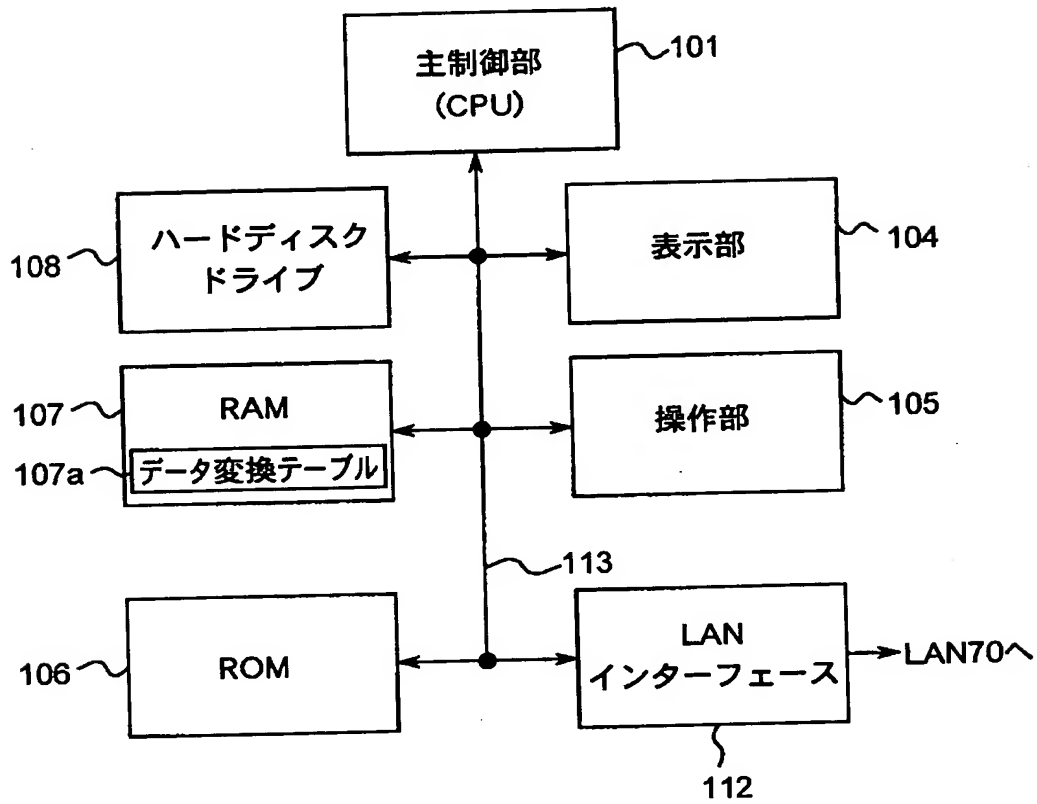 主制御部
(CPU)
101
ハードディスク
ドライブ
108
表示部
104
RAM
107
データ変換テーブル
107a
操作部
105
113
ROM
106
LAN
インターフェース
LAN70へ
112